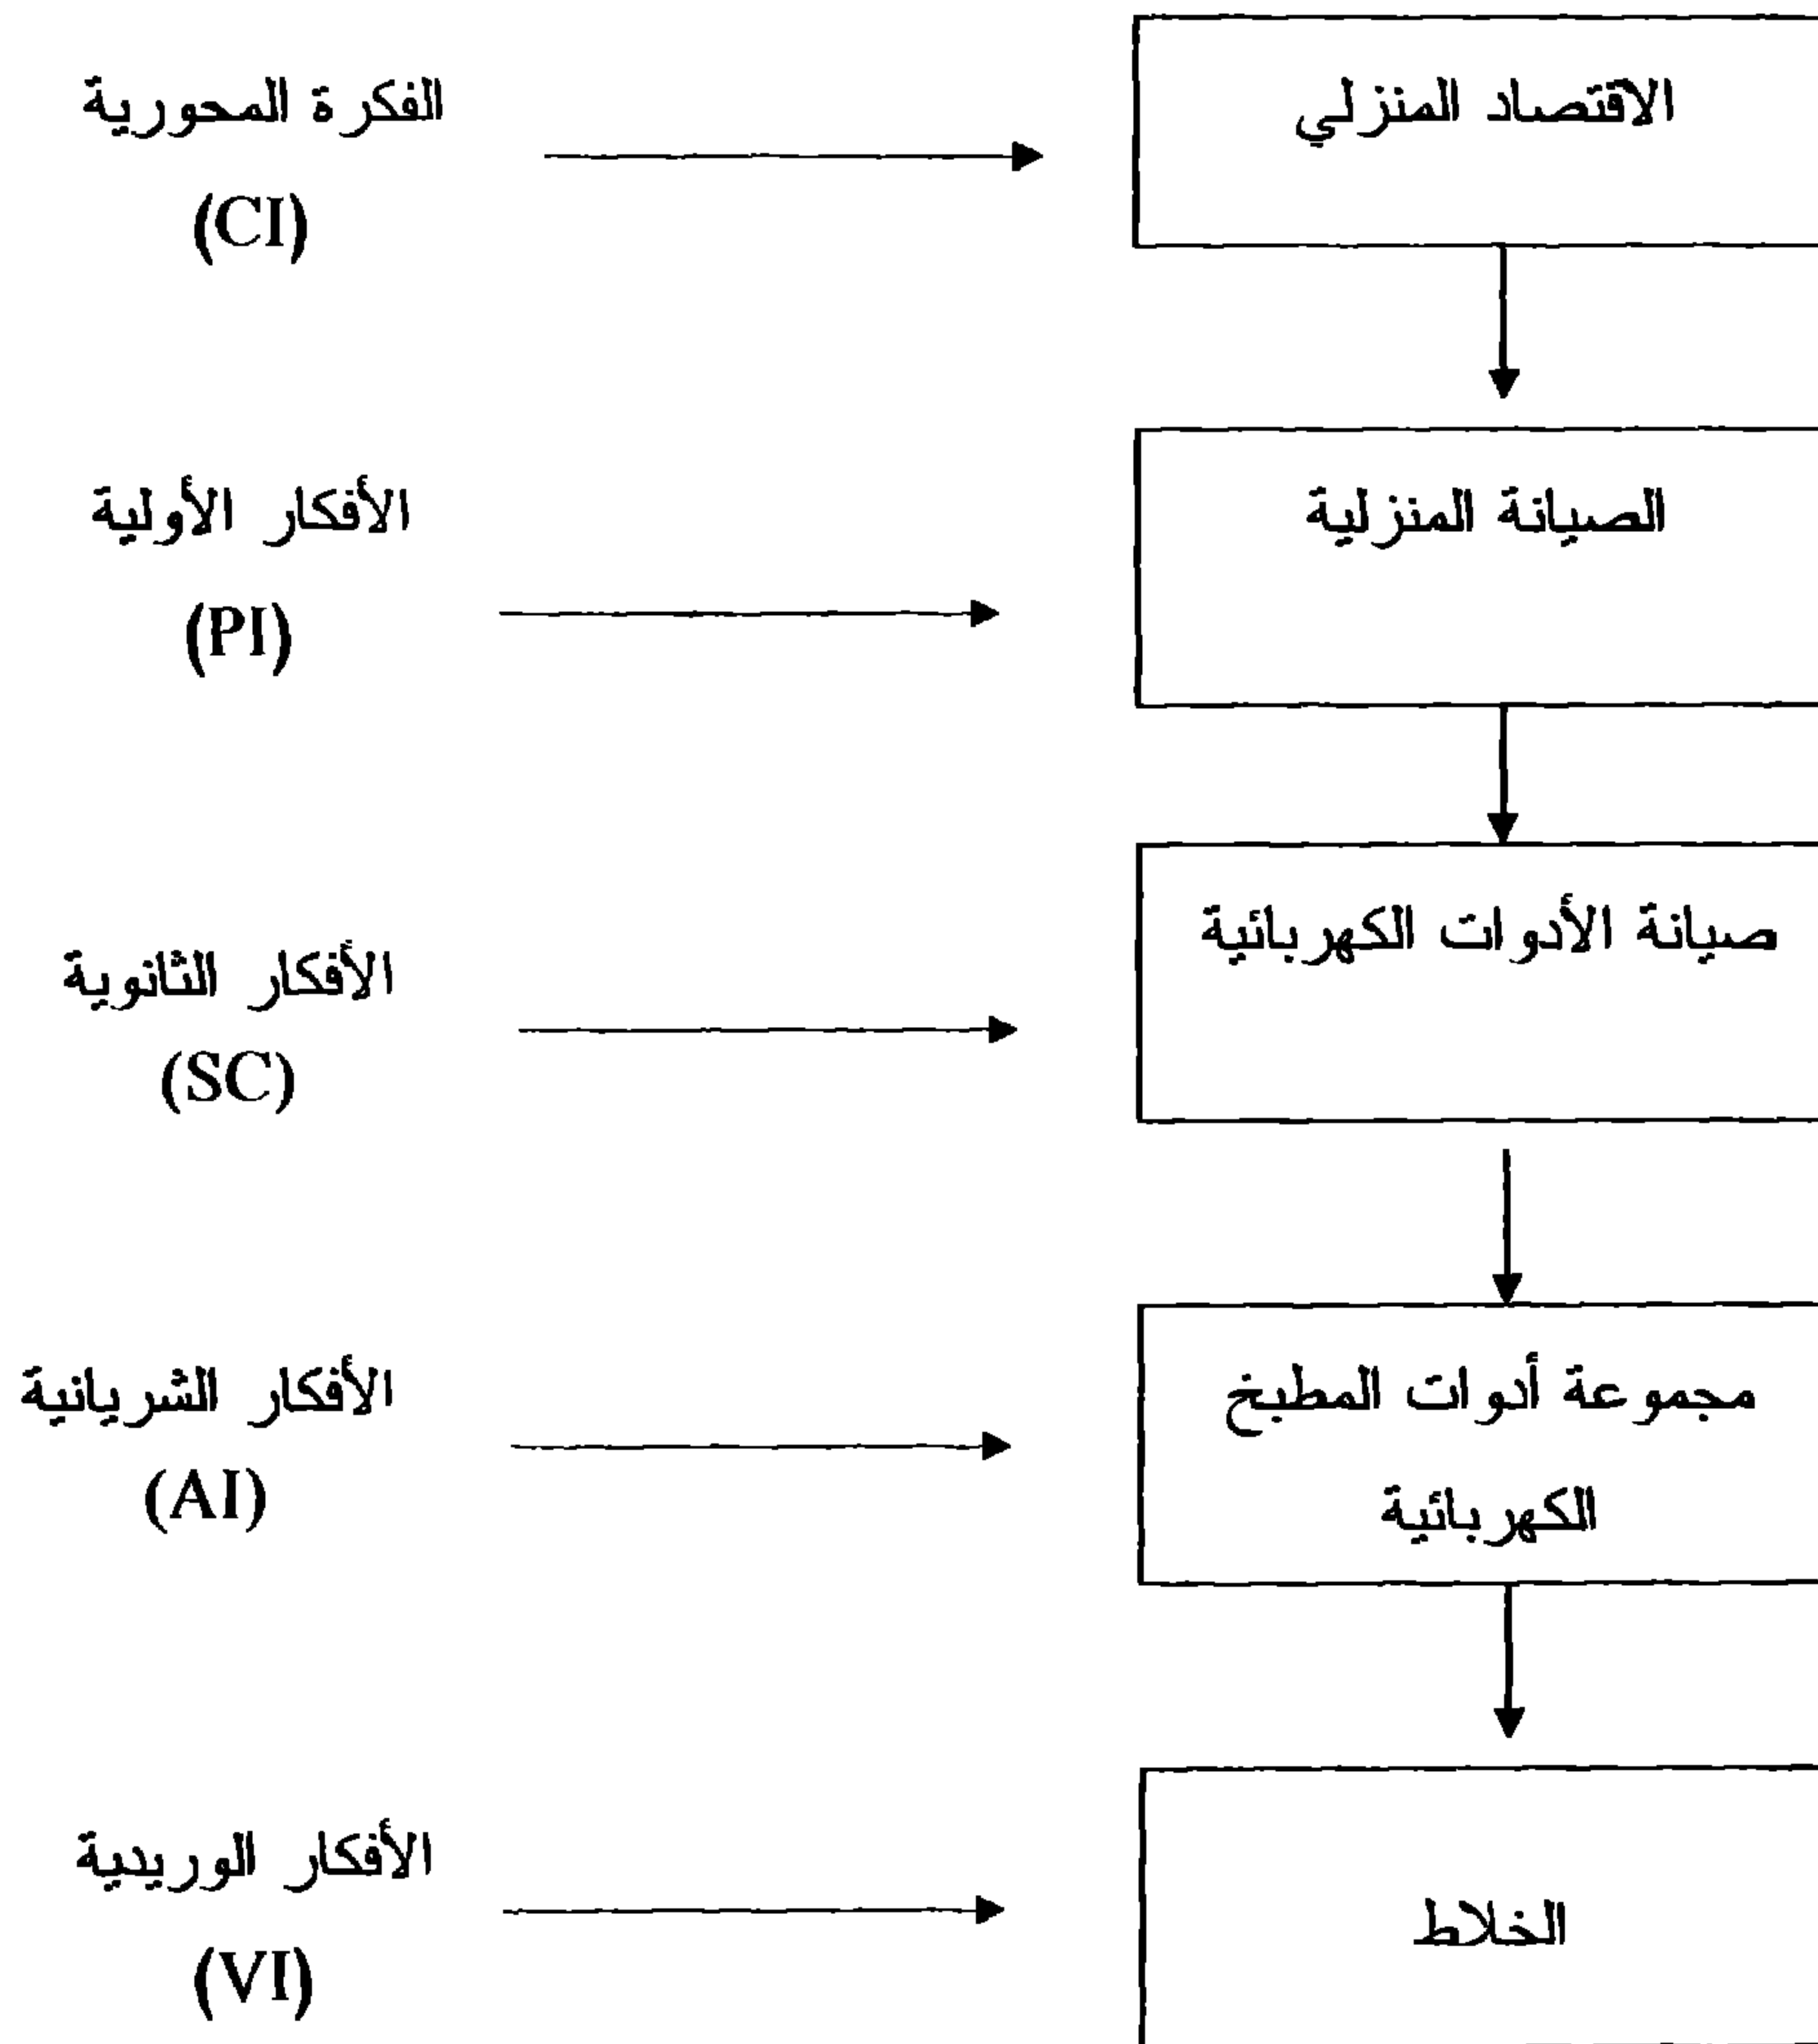 الاقتصاد المنزلي
الفكرة المحورية
(CI)
الصيانة المنزلية
الأفكار الأولية
(PI)
صيانة الأدوات الكهربائية
الأفكار الثانوية
(SC)
مجموعة أدوات المطبخ
الكهربائية
الأفكار الشريانية
(AI)
الخلاط
الأفكار الوريدية
(VI)